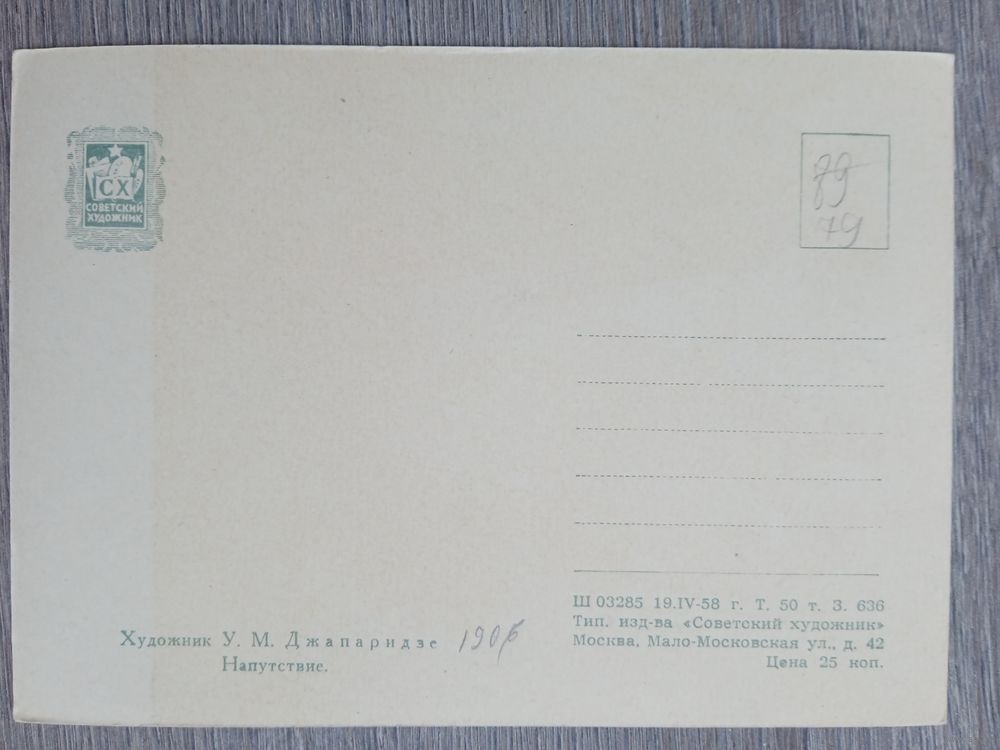 СХ
СОВЕТСКИЙ
ХУДОЖНИК
79
Ш 03285 19.IV-58 г. Т. 50 т. З. 636
Тип. изд-ва «Советский художник»
Москва, Мало-Московская ул., д. 42
Цена 25 коп.
Художник У. М. Джапаридзе 1906
Напутствие.